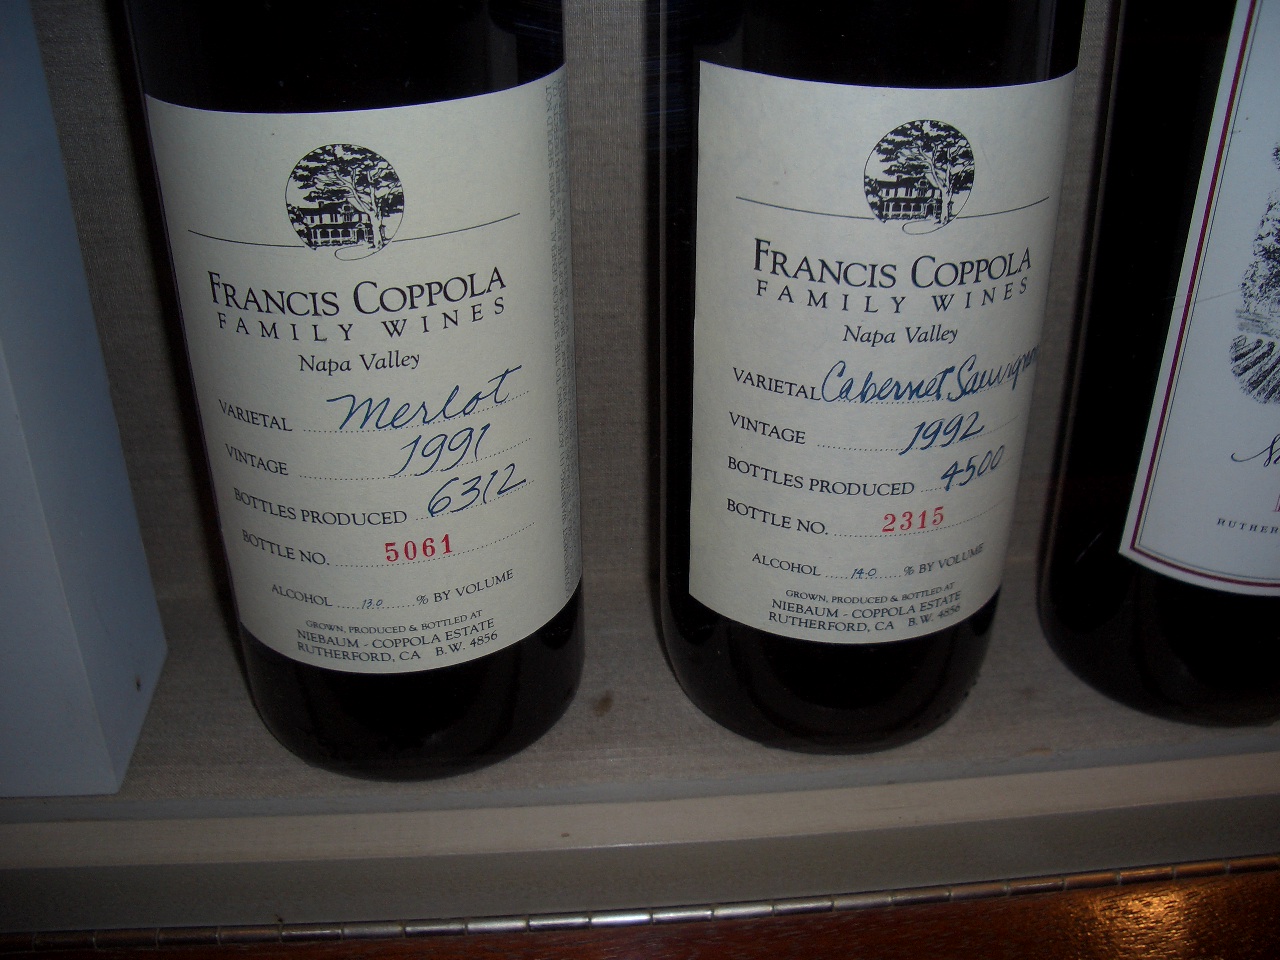 FRANCIS COPPOLA
FAMILY WINES
Napa Valley
VARIETAL Merlot
VINTAGE 1991
BOTTLES PRODUCED 6312
BOTTLE NO. 5061
ALCOHOL 13.0 % BY VOLUME
GROWN, PRODUCED & BOTTLED AT
NIEBAUM - COPPOLA ESTATE
RUTHERFORD, CA B.W. 4856
FRANCIS COPPOLA
FAMILY WINES
Napa Valley
VARIETAL Cabernet Sauvignon
VINTAGE 1992
BOTTLES PRODUCED 4500
BOTTLE NO. 2315
ALCOHOL 14.0 % BY VOLUME
GROWN, PRODUCED & BOTTLED AT
NIEBAUM - COPPOLA ESTATE
RUTHERFORD, CA B.W. 4856
RUTHER